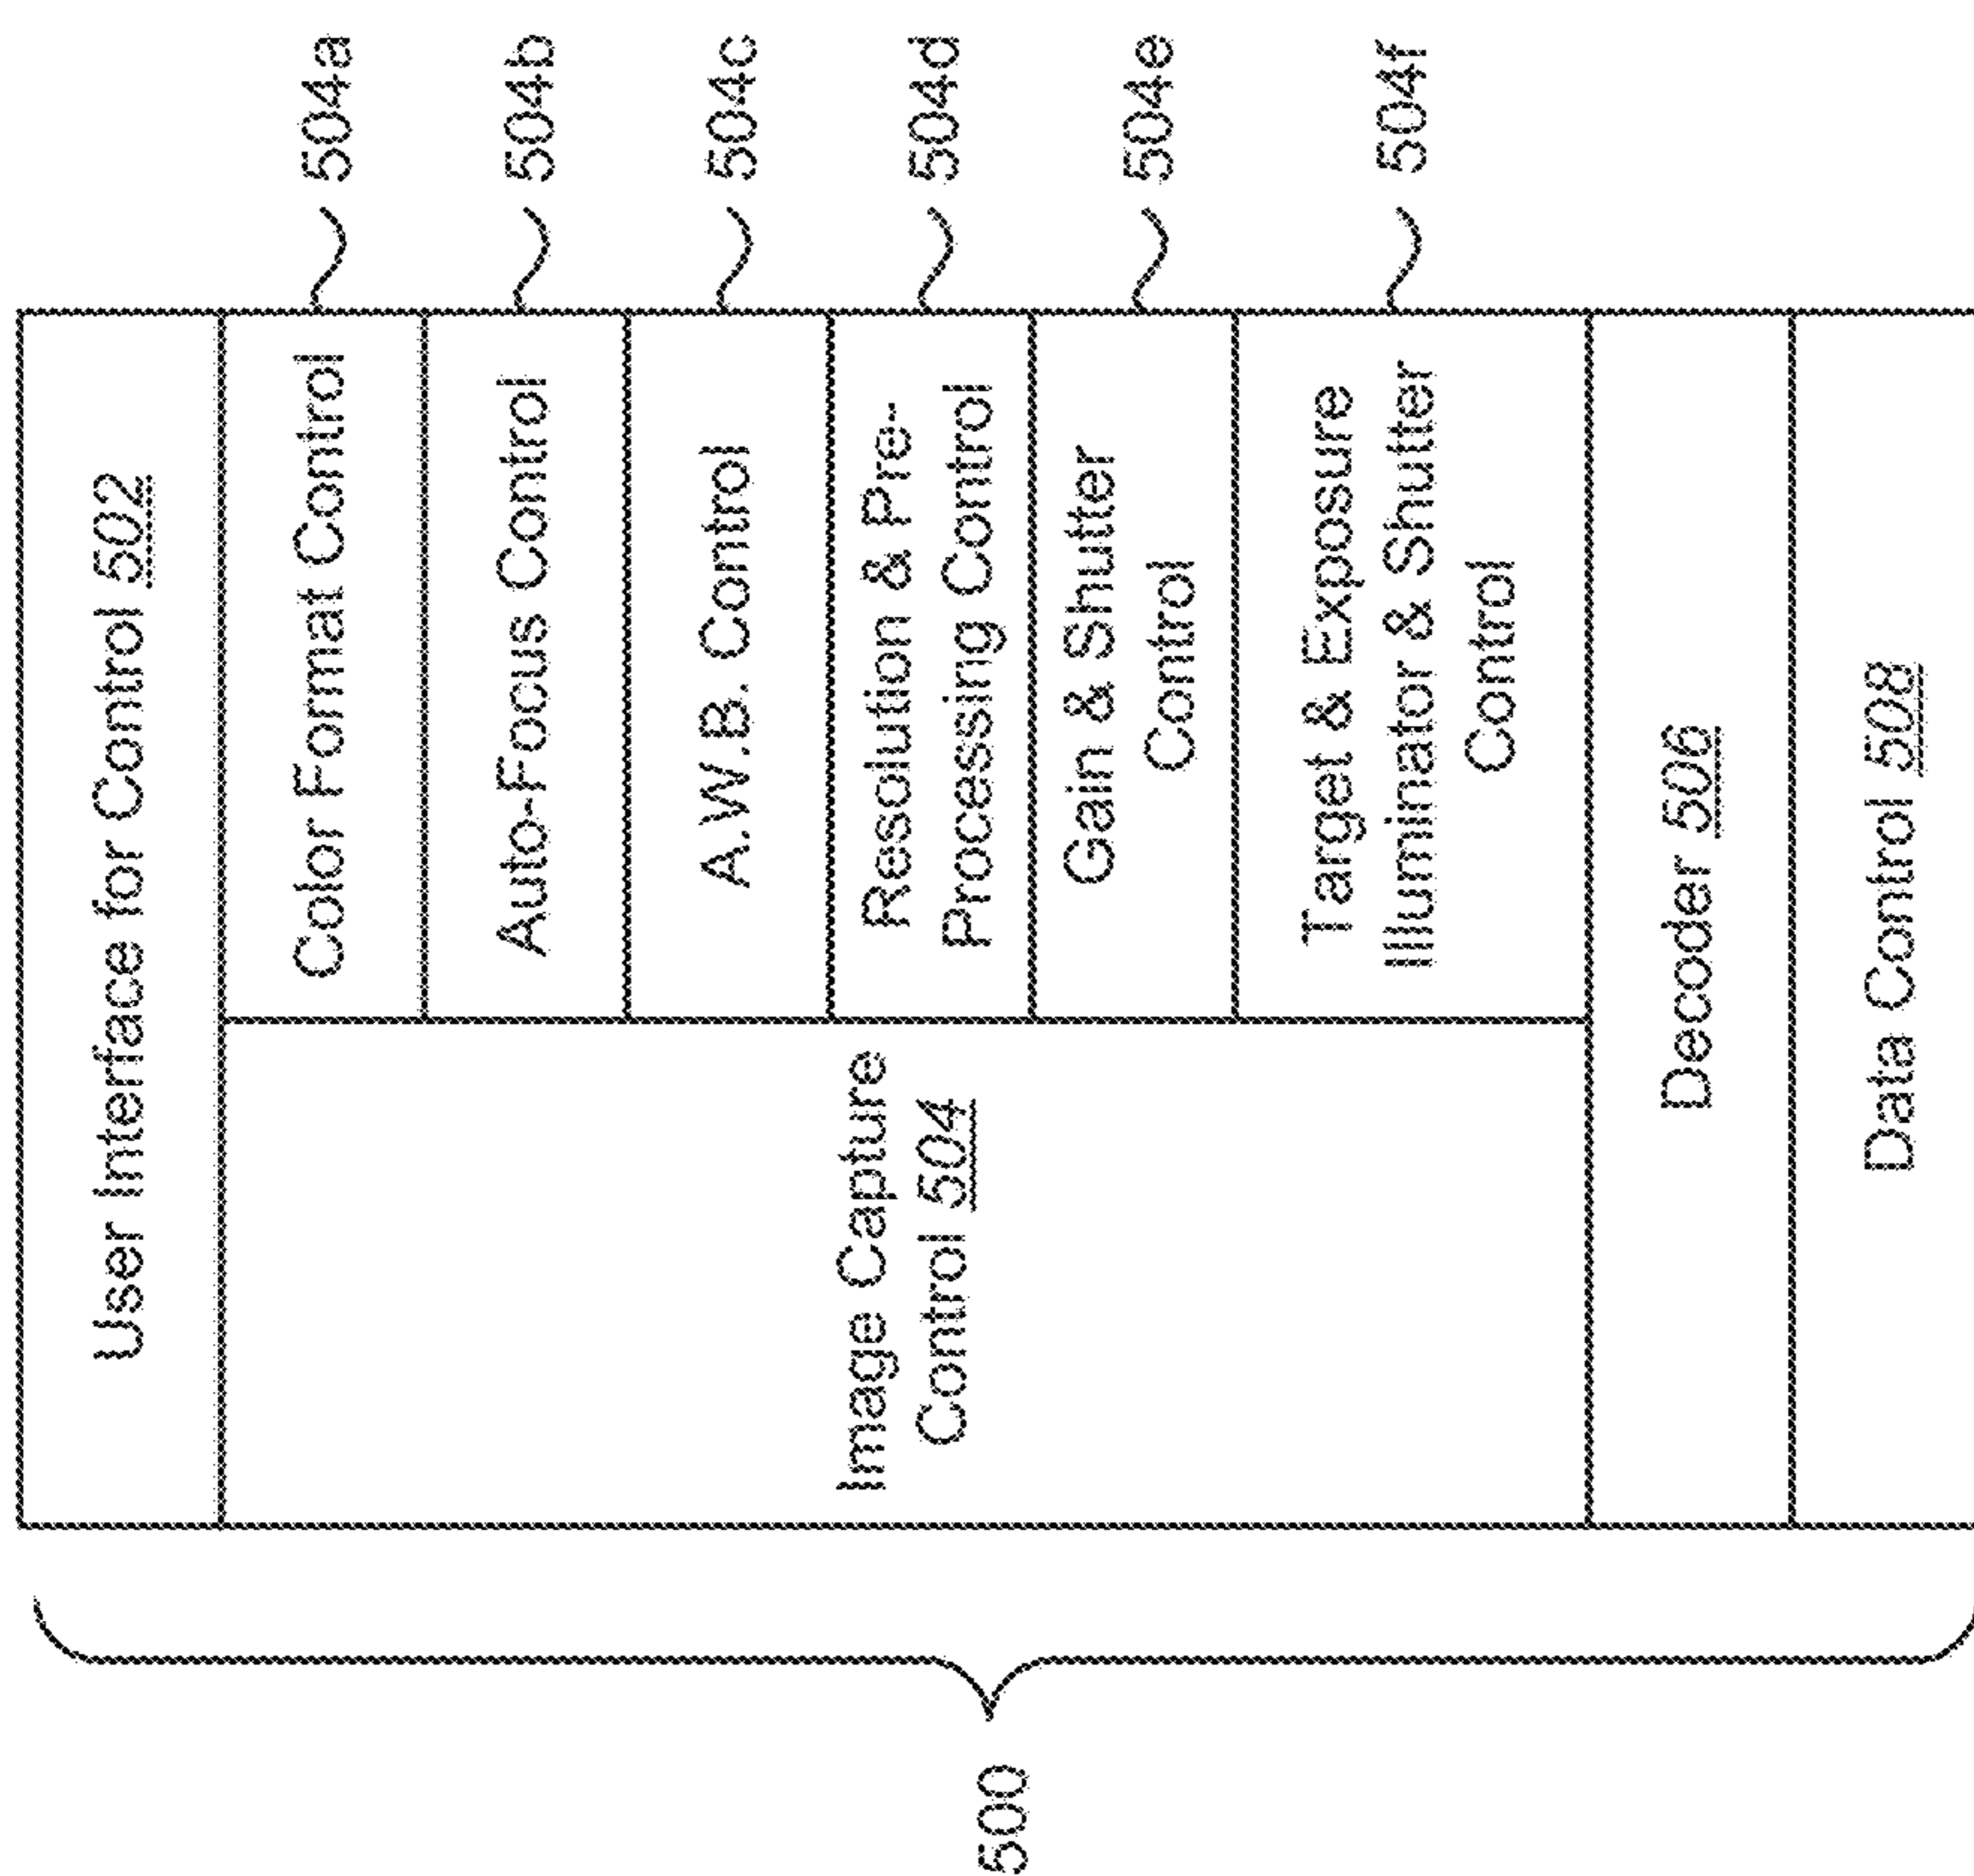 500
User Interface for Control 502
Image Capture
Control 504
Color Format Control
504a
Auto-Focus Control
504b
A.W.B. Control
504c
Resolution & Pre-
Processing Control
504d
Gain & Shutter
Control
504e
Target & Exposure
Illuminator & Shutter
Control
504f
Decoder 506
Data Control 508